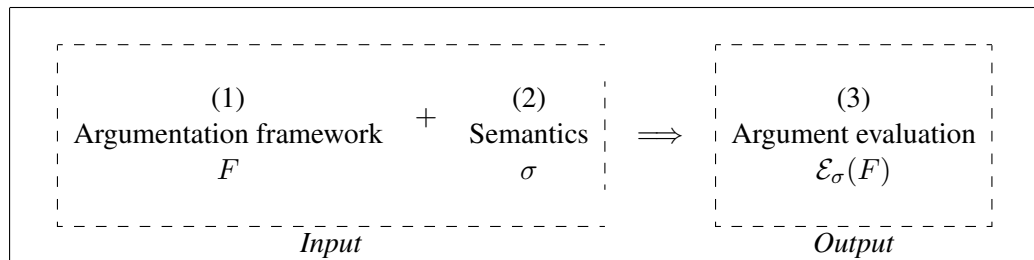 (1) (2) (3)
Argumentation framework + Semantics ⟹ Argument evaluation
F σ ℰσ(F)
Input Output